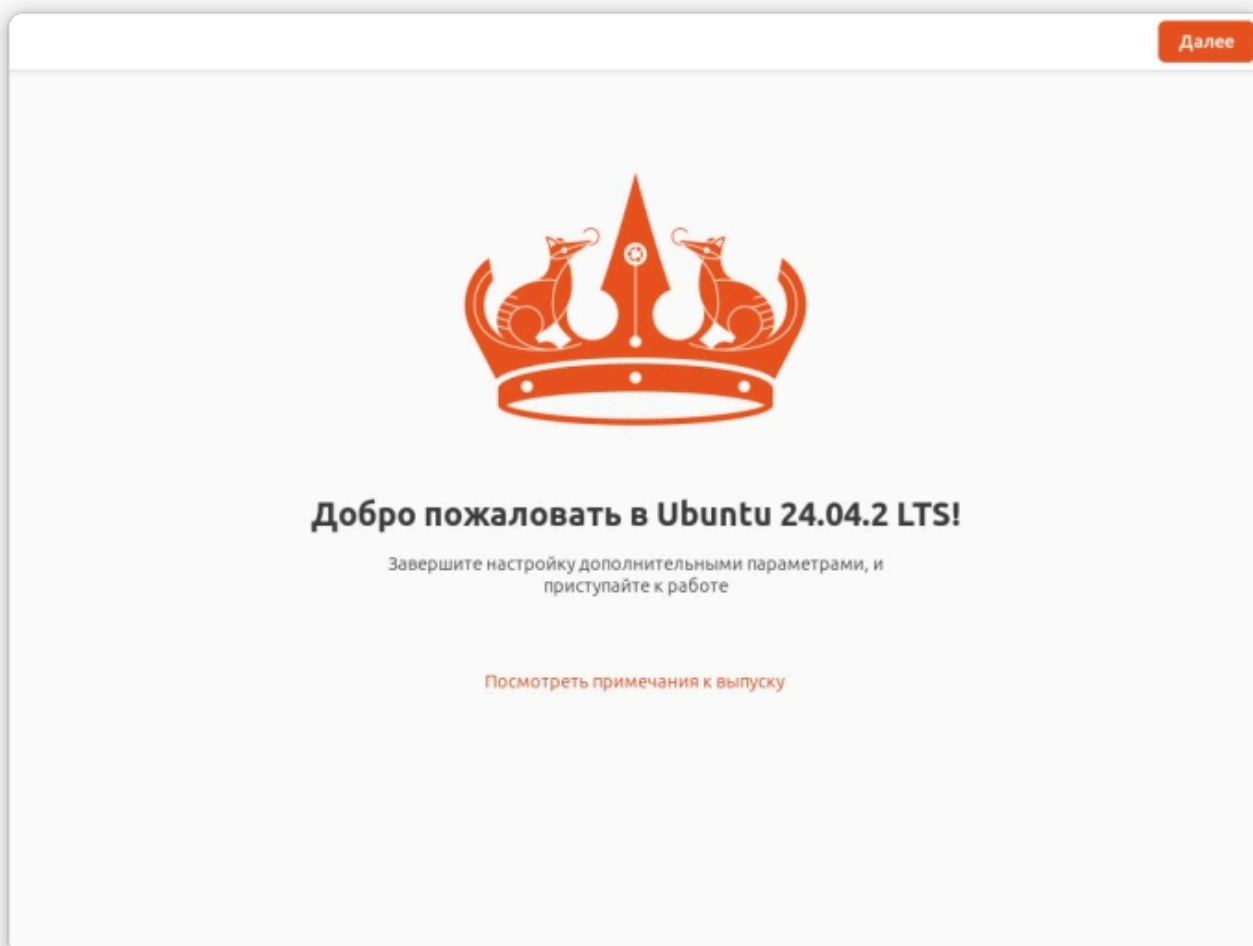 Далее
Добро пожаловать в Ubuntu 24.04.2 LTS!
Завершите настройку дополнительными параметрами, и
приступайте к работе
Посмотреть примечания к выпуску